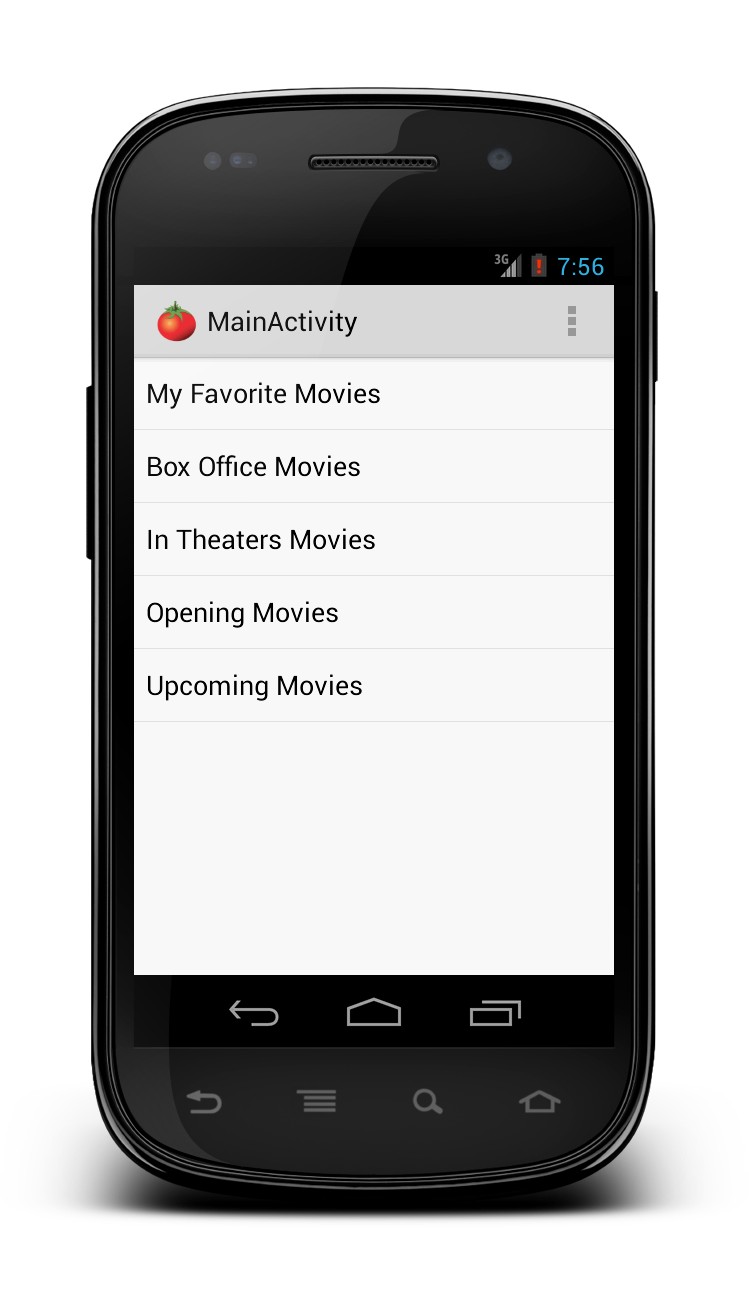 3G
7:56
MainActivity
My Favorite Movies
Box Office Movies
In Theaters Movies
Opening Movies
Upcoming Movies